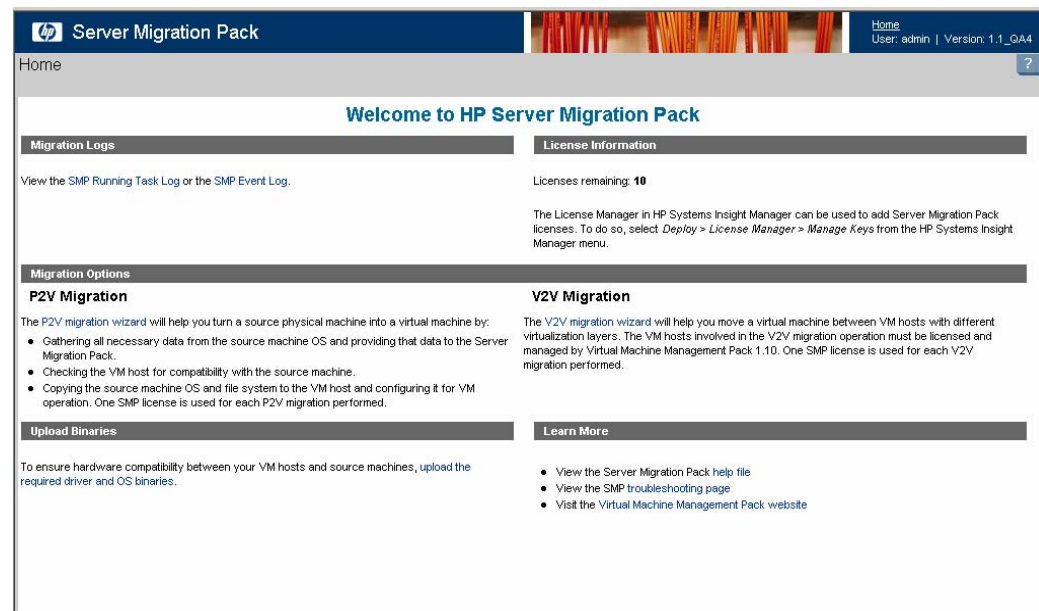 hp Server Migration Pack
Home
User: admin | Version: 1.1_QA4
Home
?
Welcome to HP Server Migration Pack
Migration Logs
View the SMP Running Task Log or the SMP Event Log.
License Information
Licenses remaining: 10
The License Manager in HP Systems Insight Manager can be used to add Server Migration Pack
licenses. To do so, select Deploy > License Manager > Manage Keys from the HP Systems Insight
Manager menu.
Migration Options
P2V Migration
The P2V migration wizard will help you turn a source physical machine into a virtual machine by:
• Gathering all necessary data from the source machine OS and providing that data to the Server
Migration Pack.
• Checking the VM host for compatibility with the source machine.
• Copying the source machine OS and file system to the VM host and configuring it for VM
operation. One SMP license is used for each P2V migration performed.
V2V Migration
The V2V migration wizard will help you move a virtual machine between VM hosts with different
virtualization layers. The VM hosts involved in the V2V migration operation must be licensed and
managed by Virtual Machine Management Pack 1.10. One SMP license is used for each V2V
migration performed.
Upload Binaries
To ensure hardware compatibility between your VM hosts and source machines, upload the
required driver and OS binaries.
Learn More
• View the Server Migration Pack help file
• View the SMP troubleshooting page
• Visit the Virtual Machine Management Pack website